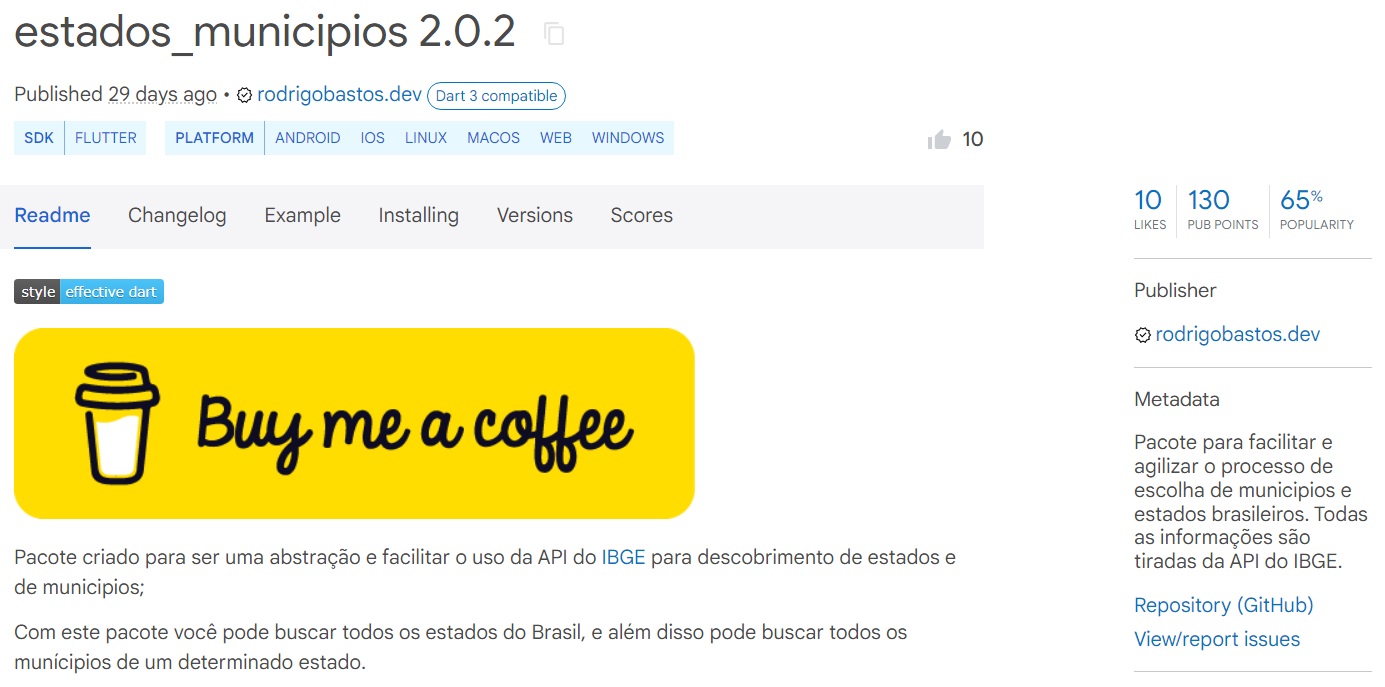 estados_municipios 2.0.2
Published 29 days ago • rodrigobastos.dev Dart 3 compatible
SDK FLUTTER PLATFORM ANDROID IOS LINUX MACOS WEB WINDOWS
10
Readme Changelog Example Installing Versions Scores
style effective dart
Buy me a coffee
Pacote criado para ser uma abstração e facilitar o uso da API do IBGE para descobrimento de estados e
de municipios;
Com este pacote você pode buscar todos os estados do Brasil, e além disso pode buscar todos os
munícipios de um determinado estado.
10 130 65%
LIKES PUB POINTS POPULARITY
Publisher
rodrigobastos.dev
Metadata
Pacote para facilitar e
agilizar o processo de
escolha de municipios e
estados brasileiros. Todas
as informações são
tiradas da API do IBGE.
Repository (GitHub)
View/report issues